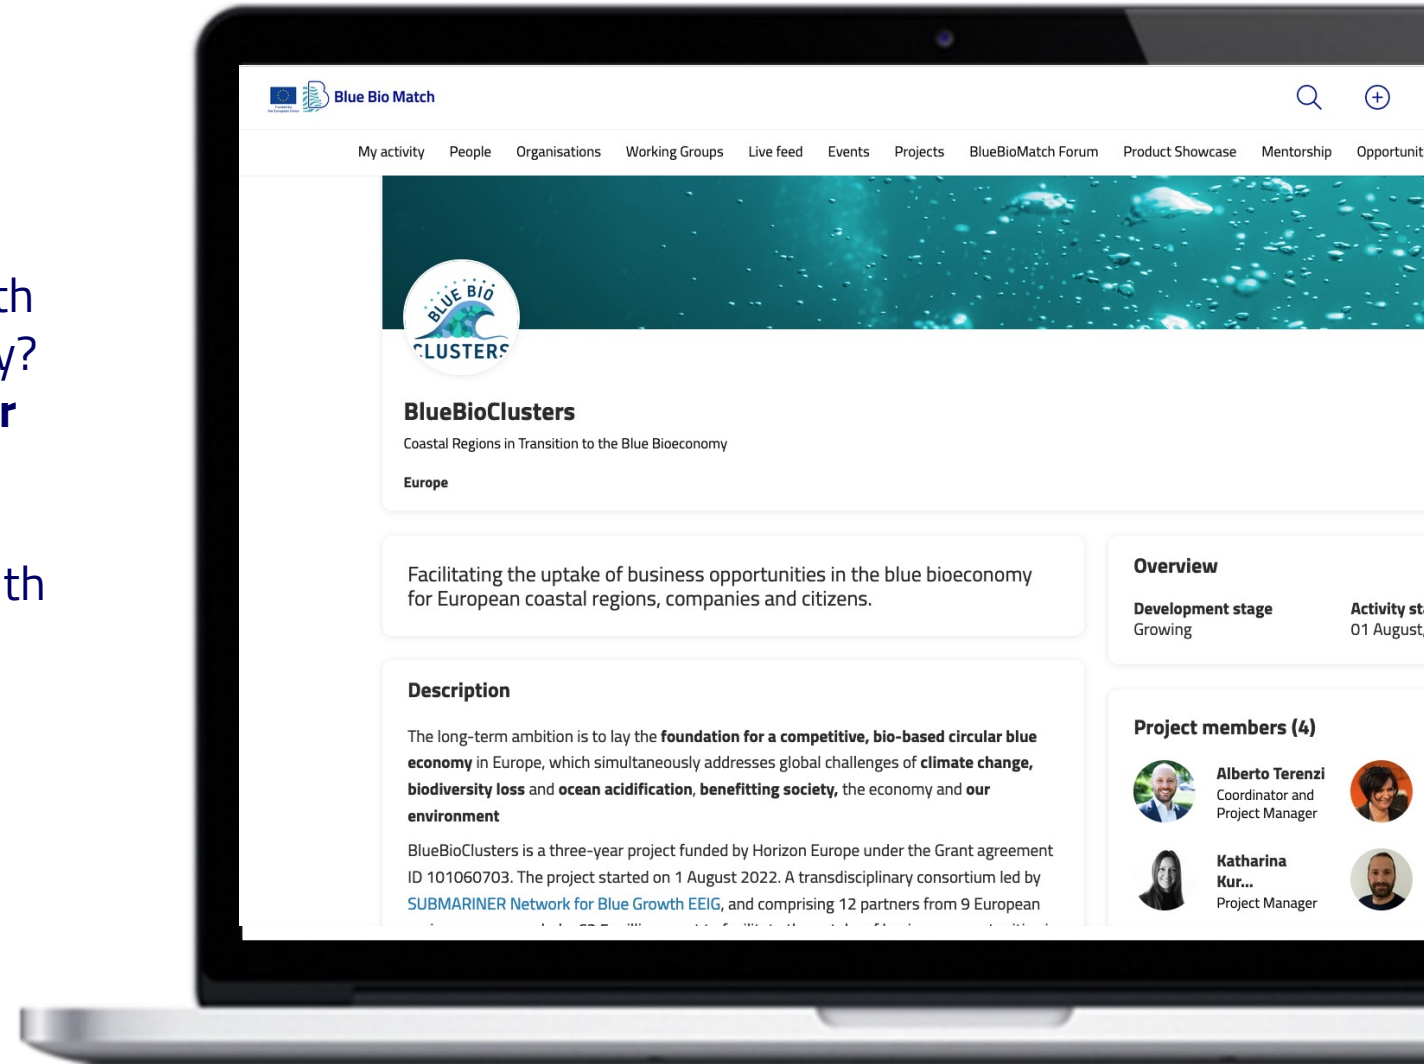 th
y?
r
th
Funded by
the European Union
Blue Bio Match
My activity People Organisations Working Groups Live feed Events Projects BlueBioMatch Forum Product Showcase Mentorship Opportunit
BLUE BIO
CLUSTERS
BlueBioClusters
Coastal Regions in Transition to the Blue Bioeconomy
Europe
Facilitating the uptake of business opportunities in the blue bioeconomy
for European coastal regions, companies and citizens.
Description
The long-term ambition is to lay the foundation for a competitive, bio-based circular blue
economy in Europe, which simultaneously addresses global challenges of climate change,
biodiversity loss and ocean acidification, benefitting society, the economy and our
environment
BlueBioClusters is a three-year project funded by Horizon Europe under the Grant agreement
ID 101060703. The project started on 1 August 2022. A transdisciplinary consortium led by
SUBMARINER Network for Blue Growth EEIG, and comprising 12 partners from 9 European
Overview
Development stage Activity sta
Growing 01 August,
Project members (4)
Alberto Terenzi
Coordinator and
Project Manager
Katharina
Kur...
Project Manager